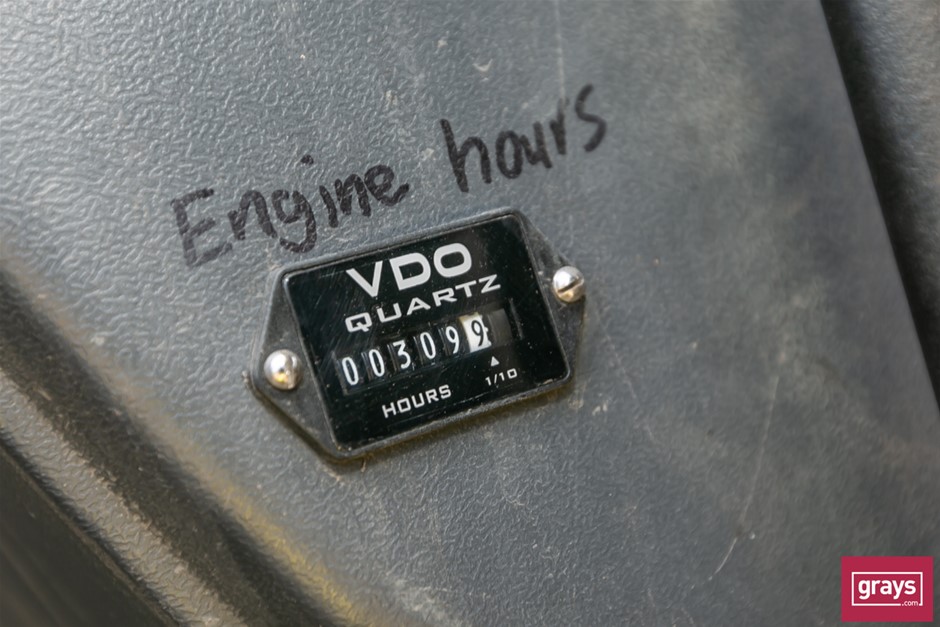 Engine hours
VDO
QUARTZ
003099
HOURS 1/10
grays
.com